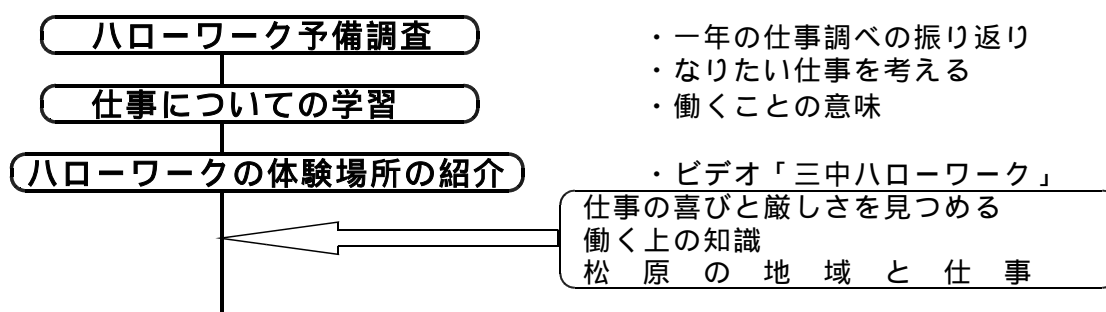 ハローワーク予備調査
・一年の仕事調べの振り返り
・なりたい仕事を考える
仕事についての学習
・働くことの意味
ハローワークの体験場所の紹介
・ビデオ「三中ハローワーク」
仕事の喜びと厳しさを見つめる
働く上の知識
松原の地域と仕事